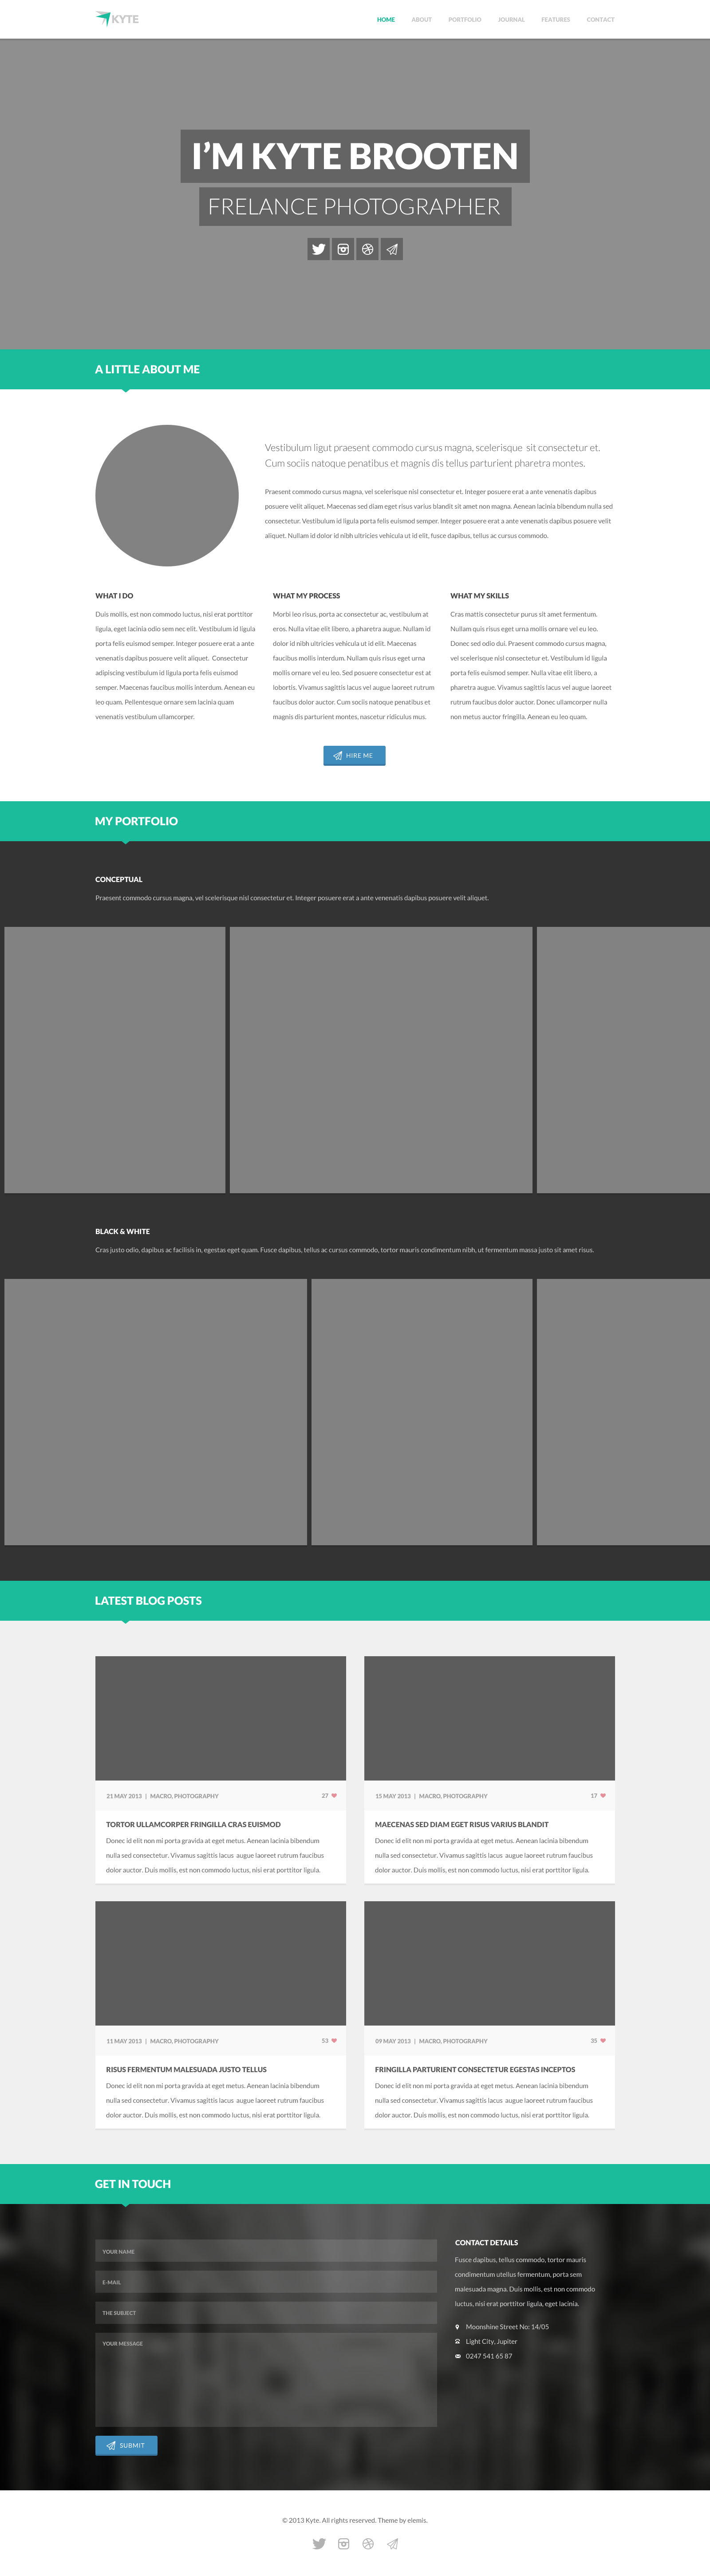 KYTE
HOME ABOUT PORTFOLIO JOURNAL FEATURES CONTACT
I'M KYTE BROOTEN
FRELANCE PHOTOGRAPHER
A LITTLE ABOUT ME
Vestibulum ligut praesent commodo cursus magna, scelerisque sit consectetur et.
Cum sociis natoque penatibus et magnis dis tellus parturient pharetra montes.
Praesent commodo cursus magna, vel scelerisque nisl consectetur et. Integer posuere erat a ante venenatis dapibus
posuere velit aliquet. Maecenas sed diam eget risus varius blandit sit amet non magna. Aenean lacinia bibendum nulla sed
consectetur. Vestibulum id ligula porta felis euismod semper. Integer posuere erat a ante venenatis dapibus posuere velit
aliquet. Nullam id dolor id nibh ultricies vehicula ut id elit, fusce dapibus, tellus ac cursus commodo.
WHAT I DO
Duis mollis, est non commodo luctus, nisi erat porttitor
ligula, eget lacinia odio sem nec elit. Vestibulum id ligula
porta felis euismod semper. Integer posuere erat a ante
venenatis dapibus posuere velit aliquet. Consectetur
adipiscing vestibulum id ligula porta felis euismod
semper. Maecenas faucibus mollis interdum. Aenean eu
leo quam. Pellentesque ornare sem lacinia quam
venenatis vestibulum ullamcorper.
WHAT MY PROCESS
Morbi leo risus, porta ac consectetur ac, vestibulum at
eros. Nulla vitae elit libero, a pharetra augue. Nullam id
dolor id nibh ultricies vehicula ut id elit. Maecenas
faucibus mollis interdum. Nullam quis risus eget urna
mollis ornare vel eu leo. Sed posuere consectetur est at
lobortis. Vivamus sagittis lacus vel augue laoreet rutrum
faucibus dolor auctor. Cum sociis natoque penatibus et
magnis dis parturient montes, nascetur ridiculus mus.
WHAT MY SKILLS
Cras mattis consectetur purus sit amet fermentum.
Nullam quis risus eget urna mollis ornare vel eu leo.
Donec sed odio dui. Praesent commodo cursus magna,
vel scelerisque nisl consectetur et. Vestibulum id ligula
porta felis euismod semper. Nulla vitae elit libero, a
pharetra augue. Vivamus sagittis lacus vel augue laoreet
rutrum faucibus dolor auctor. Donec ullamcorper nulla
non metus auctor fringilla. Aenean eu leo quam.
HIRE ME
MY PORTFOLIO
CONCEPTUAL
Praesent commodo cursus magna, vel scelerisque nisl consectetur et. Integer posuere erat a ante venenatis dapibus posuere velit aliquet.
BLACK & WHITE
Cras justo odio, dapibus ac facilisis in, egestas eget quam. Fusce dapibus, tellus ac cursus commodo, tortor mauris condimentum nibh, ut fermentum massa justo sit amet risus.
LATEST BLOG POSTS
21 MAY 2013 | MACRO, PHOTOGRAPHY 27
TORTOR ULLAMCORPER FRINGILLA CRAS EUISMOD
Donec id elit non mi porta gravida at eget metus. Aenean lacinia bibendum
nulla sed consectetur. Vivamus sagittis lacus augue laoreet rutrum faucibus
dolor auctor. Duis mollis, est non commodo luctus, nisi erat porttitor ligula.
15 MAY 2013 | MACRO, PHOTOGRAPHY 17
MAECENAS SED DIAM EGET RISUS VARIUS BLANDIT
Donec id elit non mi porta gravida at eget metus. Aenean lacinia bibendum
nulla sed consectetur. Vivamus sagittis lacus augue laoreet rutrum faucibus
dolor auctor. Duis mollis, est non commodo luctus, nisi erat porttitor ligula.
11 MAY 2013 | MACRO, PHOTOGRAPHY 53
RISUS FERMENTUM MALESUADA JUSTO TELLUS
Donec id elit non mi porta gravida at eget metus. Aenean lacinia bibendum
nulla sed consectetur. Vivamus sagittis lacus augue laoreet rutrum faucibus
dolor auctor. Duis mollis, est non commodo luctus, nisi erat porttitor ligula.
09 MAY 2013 | MACRO, PHOTOGRAPHY 35
FRINGILLA PARTURIENT CONSECTETUR EGESTAS INCEPTOS
Donec id elit non mi porta gravida at eget metus. Aenean lacinia bibendum
nulla sed consectetur. Vivamus sagittis lacus augue laoreet rutrum faucibus
dolor auctor. Duis mollis, est non commodo luctus, nisi erat porttitor ligula.
GET IN TOUCH
YOUR NAME
E-MAIL
THE SUBJECT
YOUR MESSAGE
SUBMIT
CONTACT DETAILS
Fusce dapibus, tellus commodo, tortor mauris
condimentum utellus fermentum, porta sem
malesuada magna. Duis mollis, est non commodo
luctus, nisi erat porttitor ligula, eget lacinia.
Moonshine Street No: 14/05
Light City, Jupiter
0247 541 65 87
© 2013 Kyte. All rights reserved. Theme by elemis.